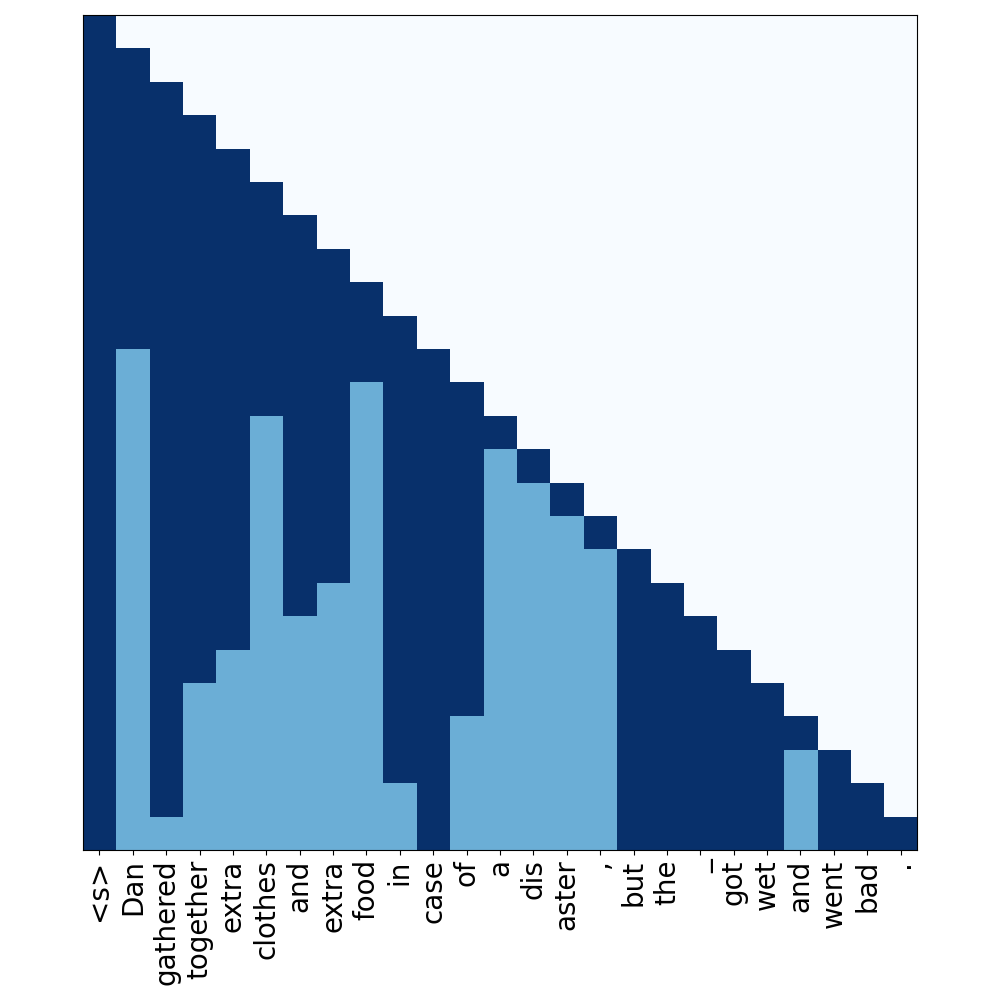 <s>
Dan
gathered
together
extra
clothes
and
extra
food
in
case
of
a
dis
aster
,
but
the
_
got
wet
and
went
bad
.